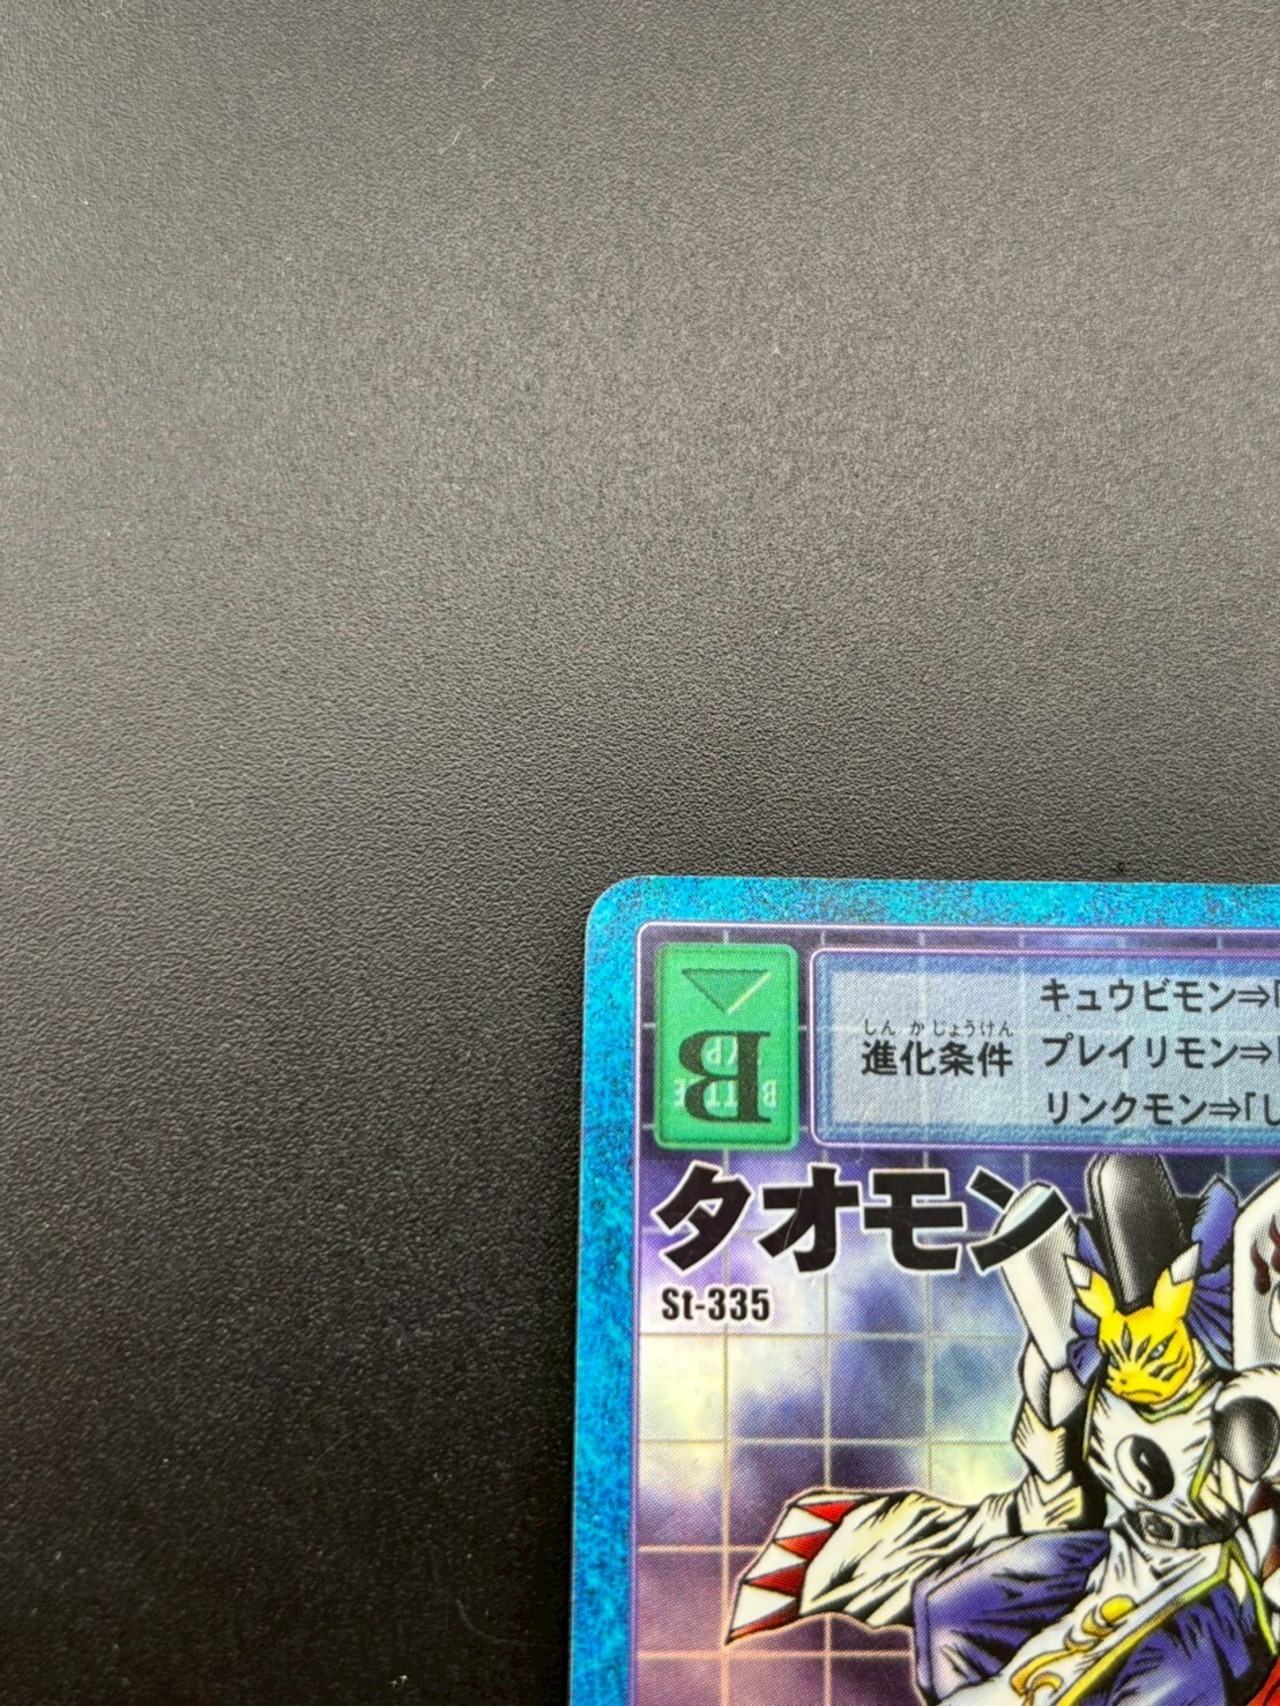 B
BATTLE
TYPE
キュウビモン⇒「
しんかじょうけん
進化条件
プレイリモン⇒「
リンクモン⇒「し
タオモン
St-335